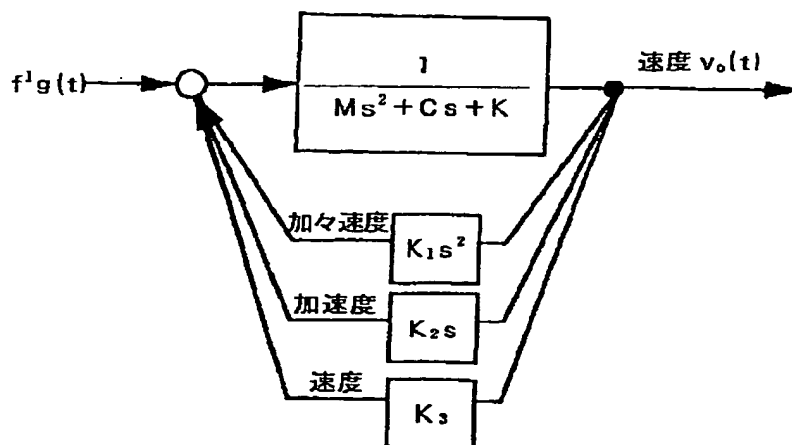 f¹g(t)
1
Ms²+Cs+K
速度 v₀(t)
加々速度
K₁s²
加速度
K₂s
速度
K₃